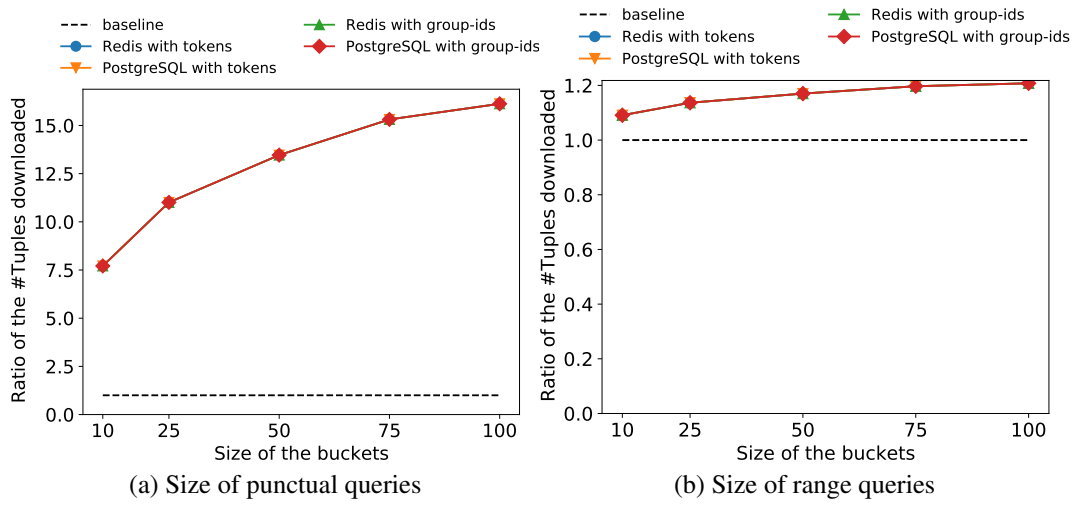 baseline
Redis with tokens
PostgreSQL with tokens
Redis with group-ids
PostgreSQL with group-ids
Ratio of the #Tuples downloaded
15.0
12.5
10.0
7.5
5.0
2.5
0.0
10 25 50 75 100
Size of the buckets
(a) Size of punctual queries
baseline
Redis with tokens
PostgreSQL with tokens
Redis with group-ids
PostgreSQL with group-ids
Ratio of the #Tuples downloaded
1.2
1.0
0.8
0.6
0.4
0.2
0.0
10 25 50 75 100
Size of the buckets
(b) Size of range queries